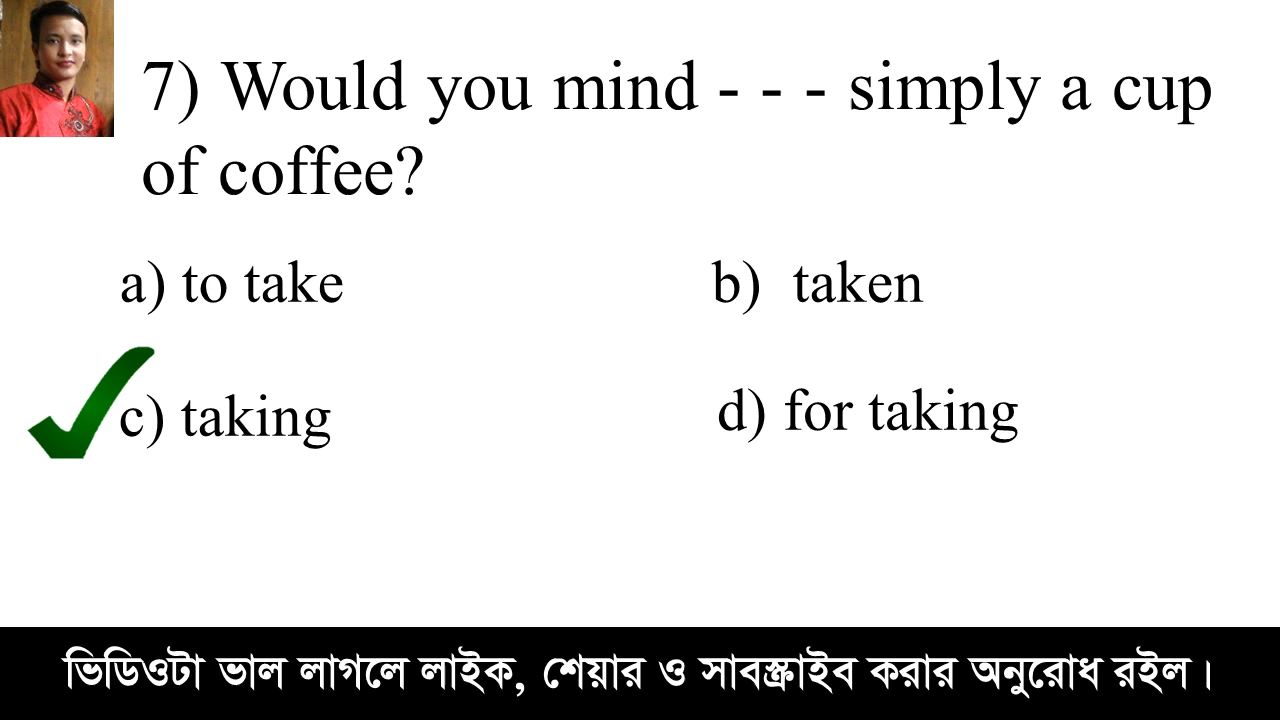 7) Would you mind - - - simply a cup
of coffee?
a) to take
b) taken
c) taking
d) for taking
ভিডিওটা ভাল লাগলে লাইক, শেয়ার ও সাবস্ক্রাইব করার অনুরোধ রইল।